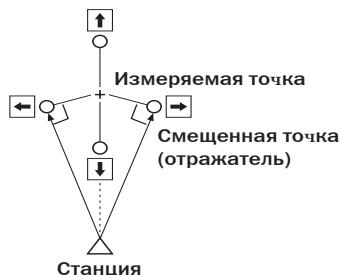 Измеряемая точка
Смещенная точка
(отражатель)
Станция